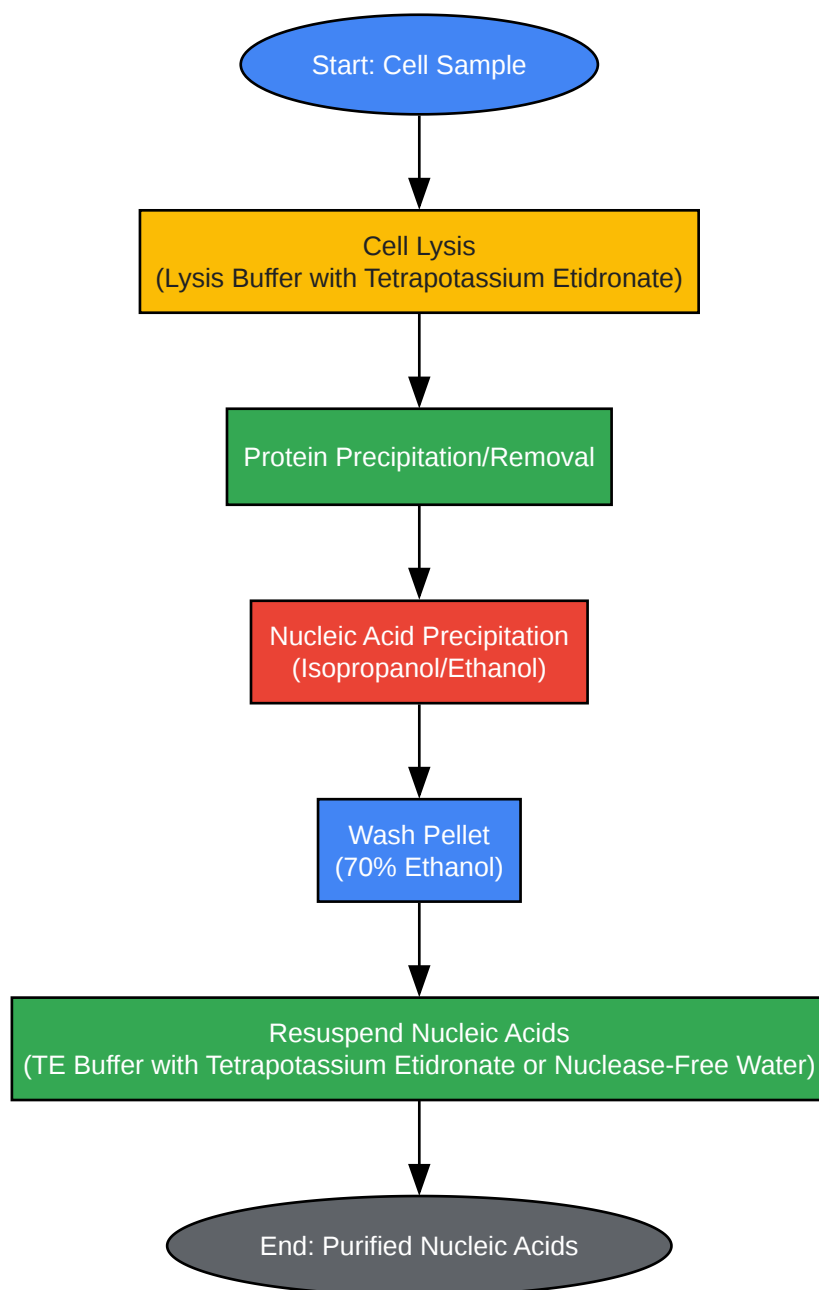 Start: Cell Sample
Cell Lysis
(Lysis Buffer with Tetrapotassium Etidronate)
Protein Precipitation/Removal
Nucleic Acid Precipitation
(Isopropanol/Ethanol)
Wash Pellet
(70% Ethanol)
Resuspend Nucleic Acids
(TE Buffer with Tetrapotassium Etidronate or Nuclease-Free Water)
End: Purified Nucleic Acids